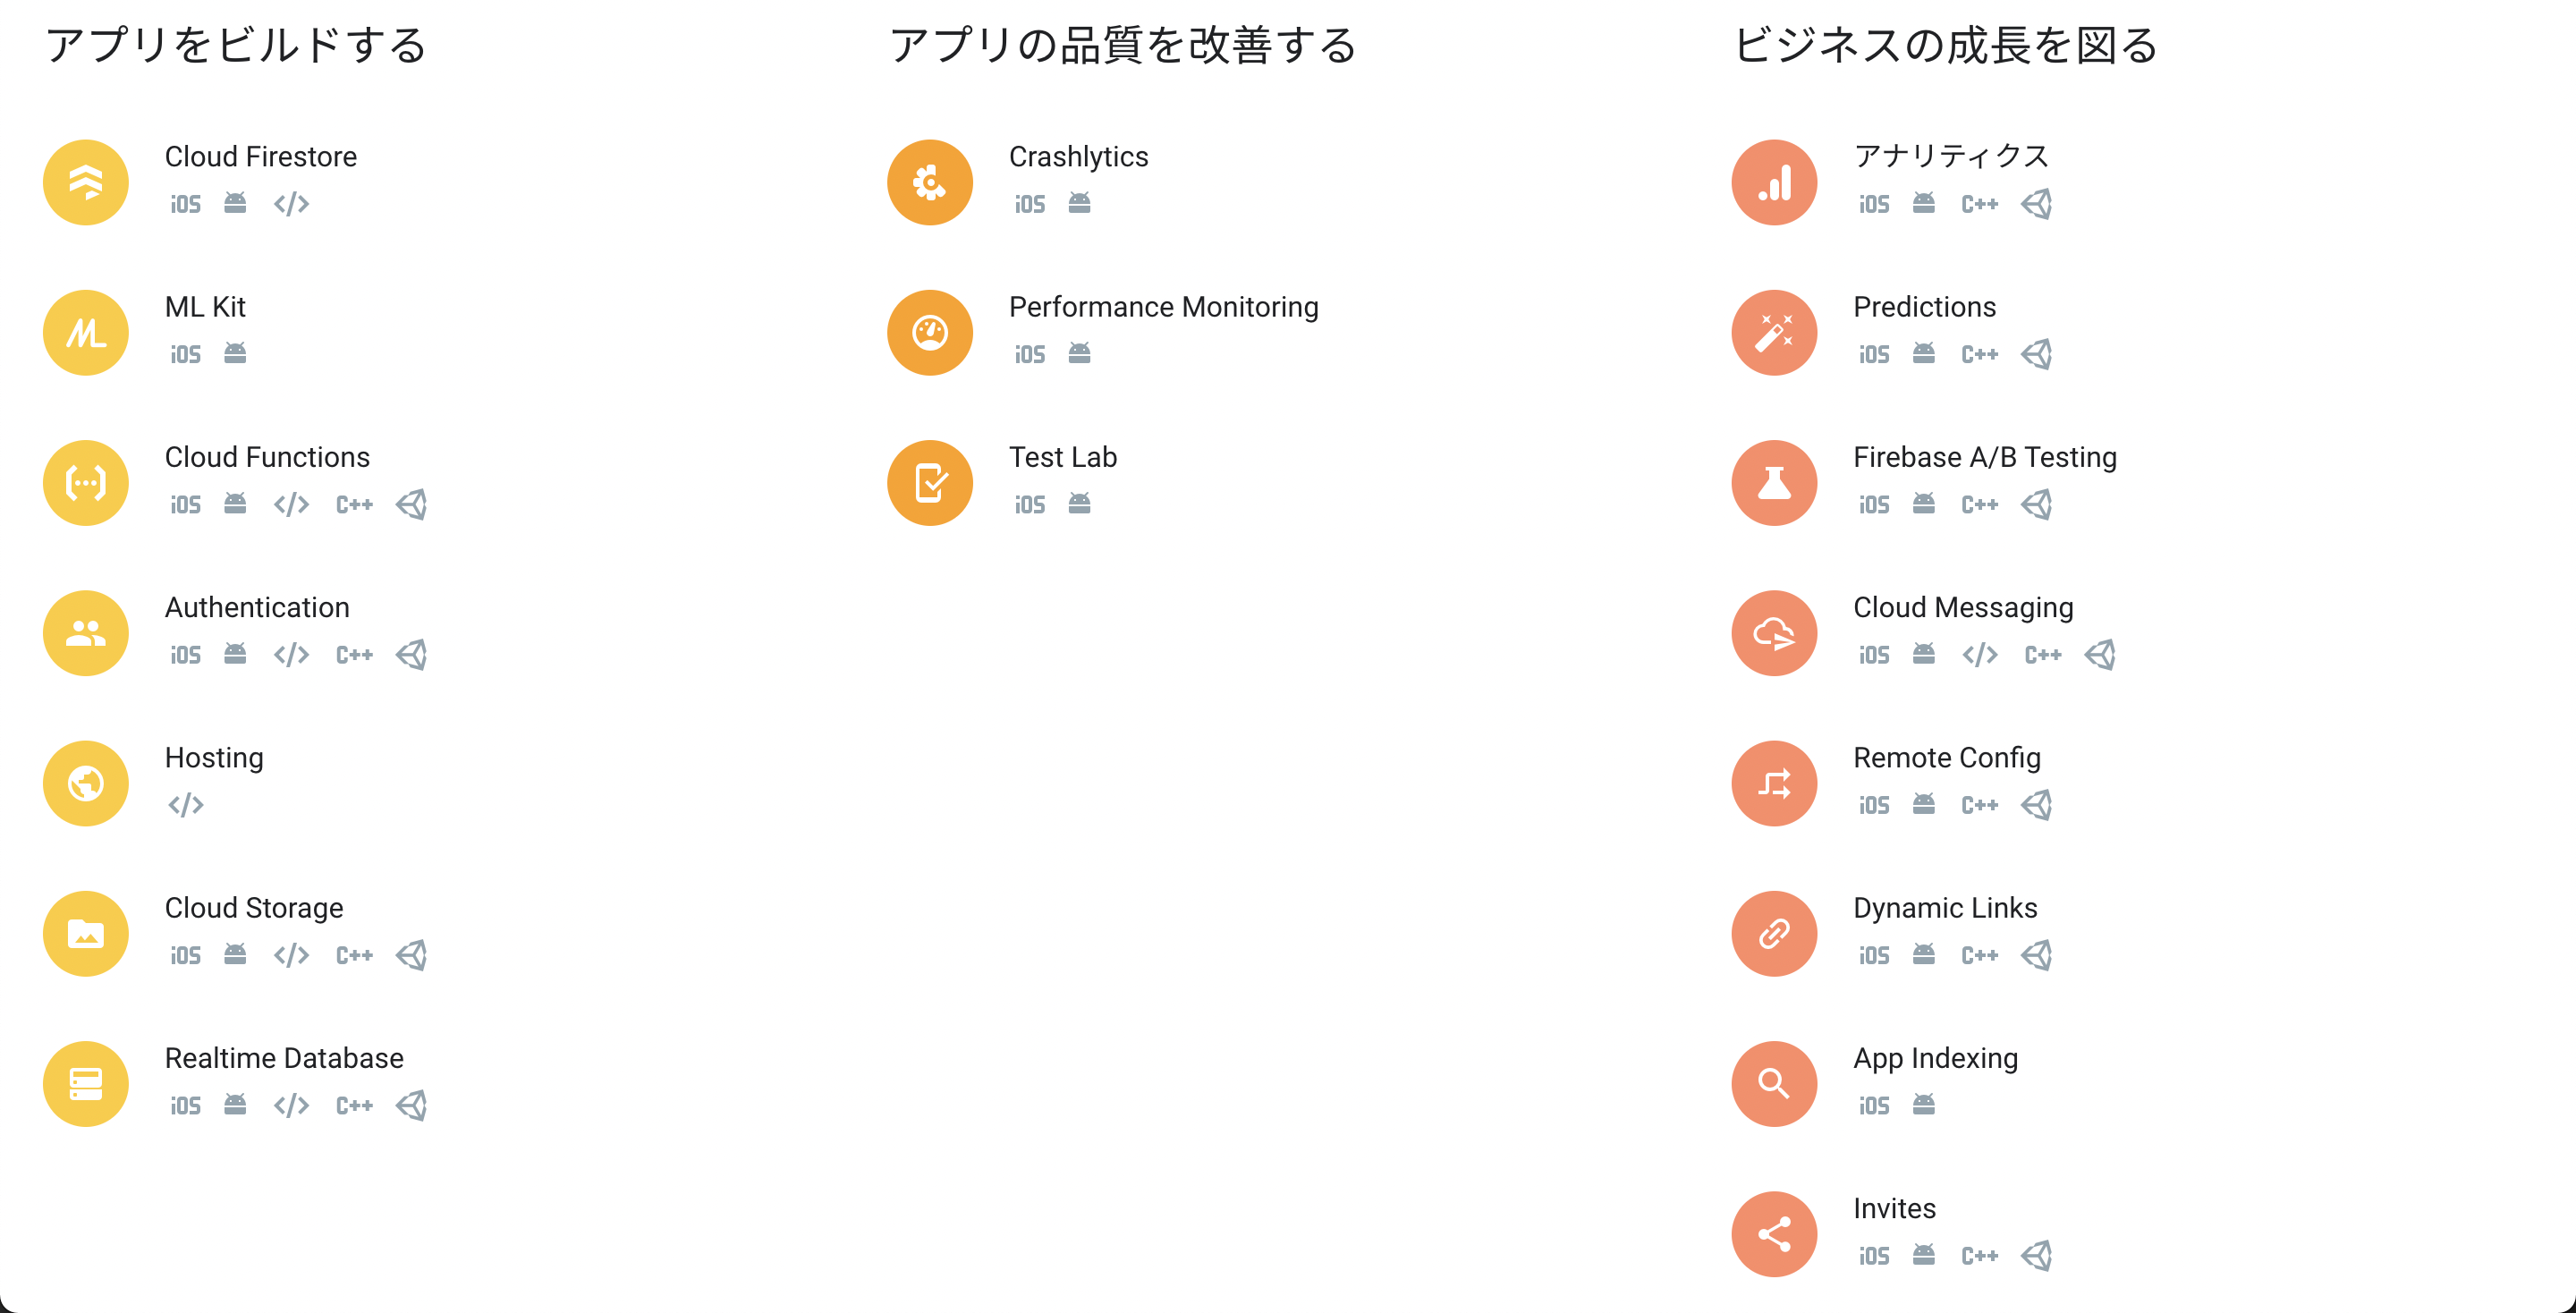 アプリをビルドする
Cloud Firestore
iOS </>
ML Kit
iOS
Cloud Functions
iOS </> C++
Authentication
iOS </> C++
Hosting
</>
Cloud Storage
iOS </> C++
Realtime Database
iOS </> C++
アプリの品質を改善する
Crashlytics
iOS
Performance Monitoring
iOS
Test Lab
iOS
ビジネスの成長を図る
アナリティクス
iOS C++
Predictions
iOS C++
Firebase A/B Testing
iOS C++
Cloud Messaging
iOS </> C++
Remote Config
iOS C++
Dynamic Links
iOS C++
App Indexing
iOS
Invites
iOS C++